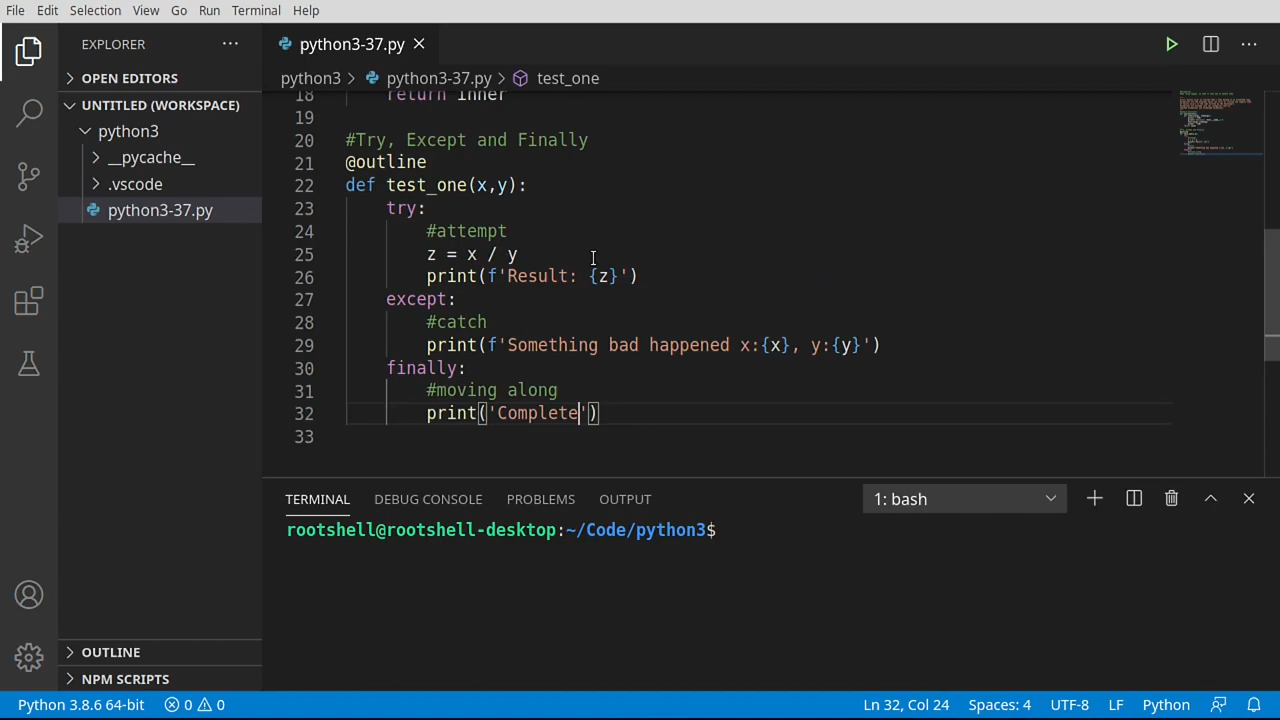 File Edit Selection View Go Run Terminal Help
EXPLORER ···
python3-37.py
OPEN EDITORS
python3 > python3-37.py > test_one
UNTITLED (WORKSPACE)
python3
__pycache__
.vscode
python3-37.py
18 return inner
19
20 #Try, Except and Finally
21 @outline
22 def test_one(x,y):
23 try:
24 #attempt
25 z = x / y
26 print(f'Result: {z}')
27 except:
28 #catch
29 print(f'Something bad happened x:{x}, y:{y}')
30 finally:
31 #moving along
32 print('Complete')
33
TERMINAL DEBUG CONSOLE PROBLEMS OUTPUT 1: bash
rootshell@rootshell-desktop:~/Code/python3$
OUTLINE
NPM SCRIPTS
Python 3.8.6 64-bit 0 0 Ln 32, Col 24 Spaces: 4 UTF-8 LF Python